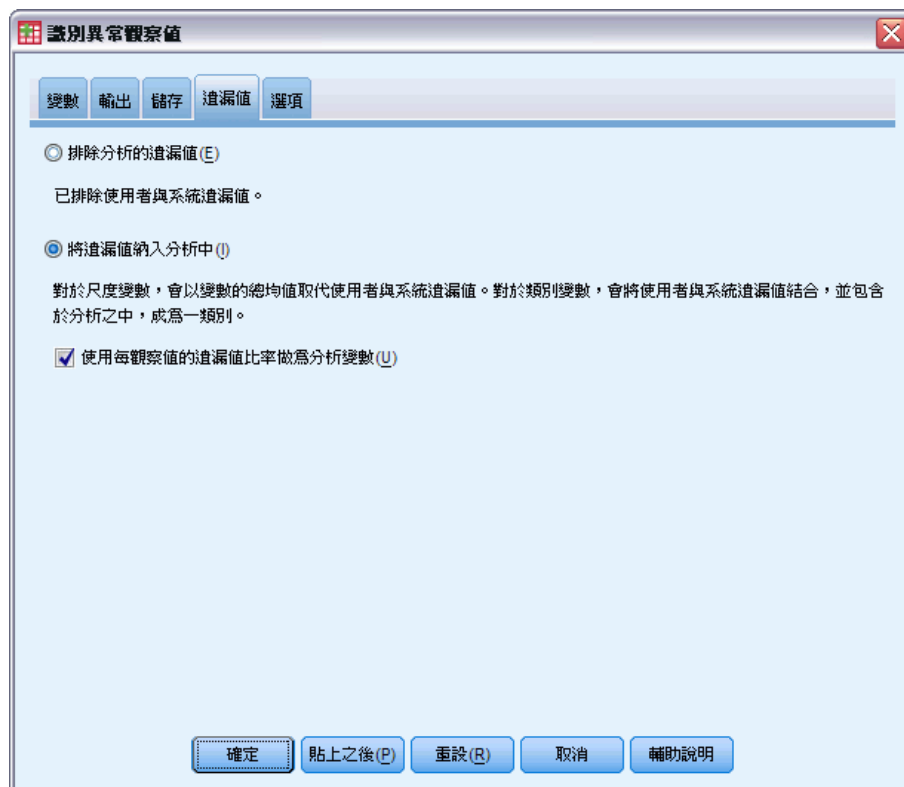 識別異常觀察值
變數 輸出 儲存 遺漏值 選項
排除分析的遺漏值(E)
已排除使用者與系統遺漏值。
將遺漏值納入分析中(I)
對於尺度變數，會以變數的總均值取代使用者與系統遺漏值。對於類別變數，會將使用者與系統遺漏值結合，並包含
於分析之中，成為一類別。
使用每觀察值的遺漏值比率做為分析變數(U)
確定 貼上之後(P) 重設(R) 取消 輔助說明